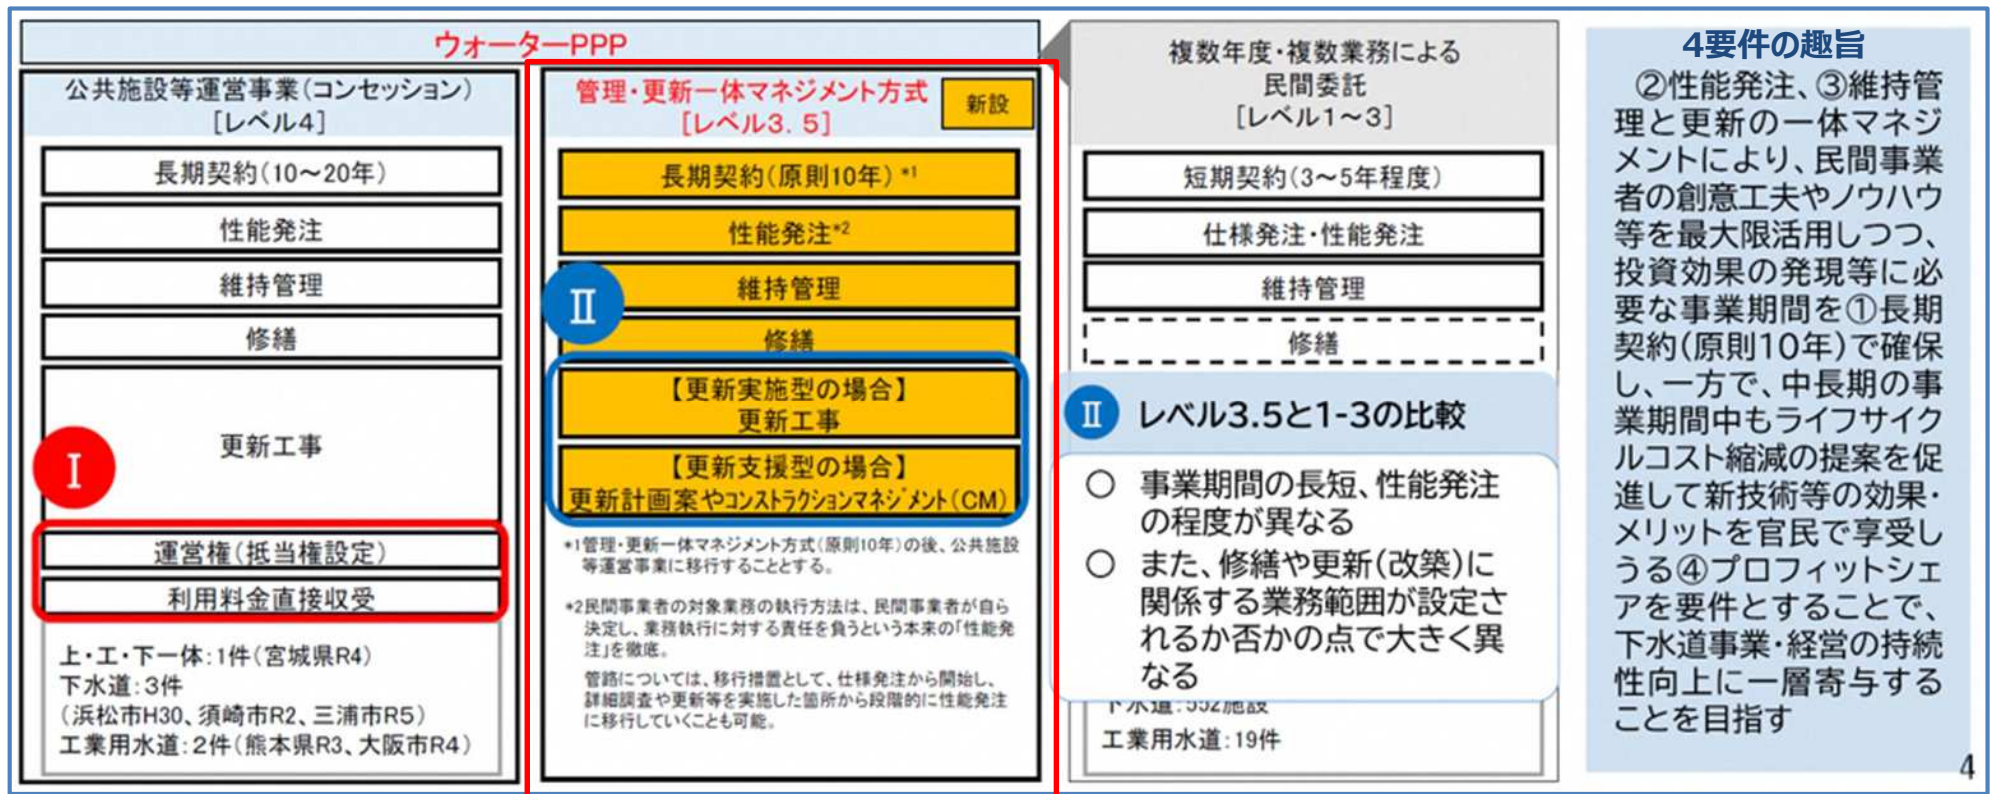 ウォーターPPP
公共施設等運営事業(コンセッション)
[レベル4]
長期契約(10～20年)
性能発注
維持管理
修繕
更新工事
Ⅰ
運営権(抵当権設定)
利用料金直接収受
上・工・下一体:1件(宮城県R4)
下水道:3件
(浜松市H30、須崎市R2、三浦市R5)
工業用水道:2件(熊本県R3、大阪市R4)
管理・更新一体マネジメント方式
[レベル3.5]
新設
長期契約(原則10年)*1
性能発注*2
維持管理
Ⅱ
修繕
【更新実施型の場合】
更新工事
【更新支援型の場合】
更新計画案やコンストラクションマネジメント(CM)
*1管理・更新一体マネジメント方式(原則10年)の後、公共施設
等運営事業に移行することとする。
*2民間事業者の対象業務の執行方法は、民間事業者が自ら
決定し、業務執行に対する責任を負うという本来の「性能発
注」を徹底。
管路については、移行措置として、仕様発注から開始し、
詳細調査や更新等を実施した箇所から段階的に性能発注
に移行していくことも可能。
複数年度・複数業務による
民間委託
[レベル1～3]
短期契約(3～5年程度)
仕様発注・性能発注
維持管理
修繕
Ⅱ レベル3.5と1-3の比較
○ 事業期間の長短、性能発注
の程度が異なる
○ また、修繕や更新(改築)に
関係する業務範囲が設定さ
れるか否かの点で大きく異
なる
下水道:552施設
工業用水道:19件
4要件の趣旨
②性能発注、③維持管
理と更新の一体マネジ
メントにより、民間事業
者の創意工夫やノウハウ
等を最大限活用しつつ、
投資効果の発現等に必
要な事業期間を①長期
契約(原則10年)で確保
し、一方で、中長期の事
業期間中もライフサイク
ルコスト縮減の提案を促
進して新技術等の効果・
メリットを官民で享受し
うる④プロフィットシェ
アを要件とすることで、
下水道事業・経営の持続
性向上に一層寄与する
ことを目指す
4